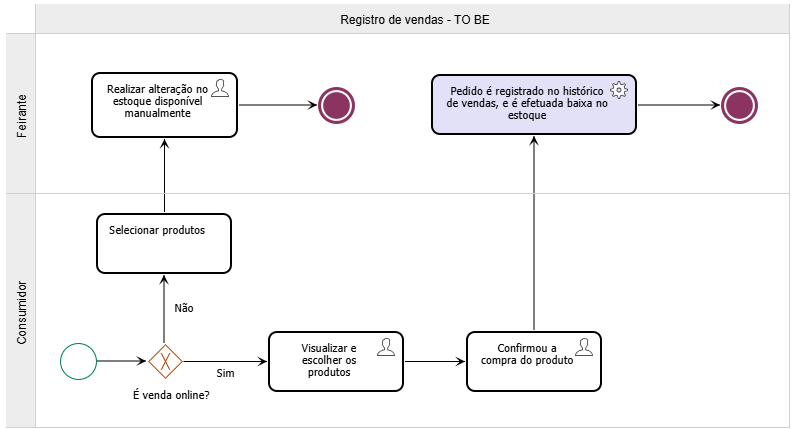 Registro de vendas - TO BE
Feirante
Realizar alteração no
estoque disponível
manualmente
Pedido é registrado no histórico
de vendas, e é efetuada baixa no
estoque
Consumidor
Selecionar produtos
Não
É venda online?
Sim
Visualizar e
escolher os
produtos
Confirmou a
compra do produto